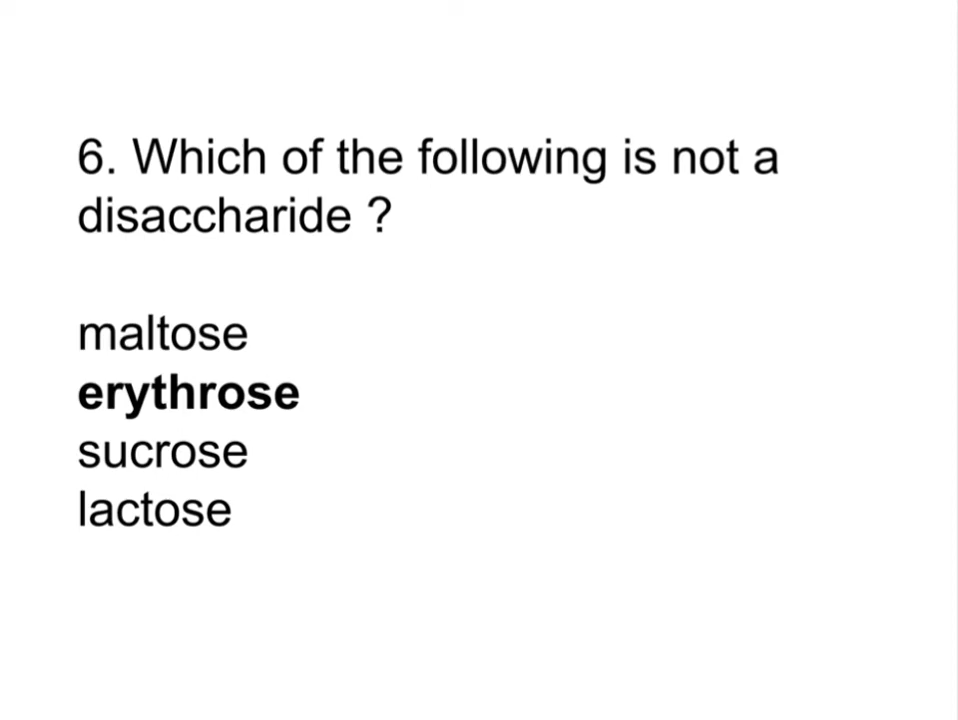 6. Which of the following is not a
disaccharide ?
maltose
erythrose
sucrose
lactose